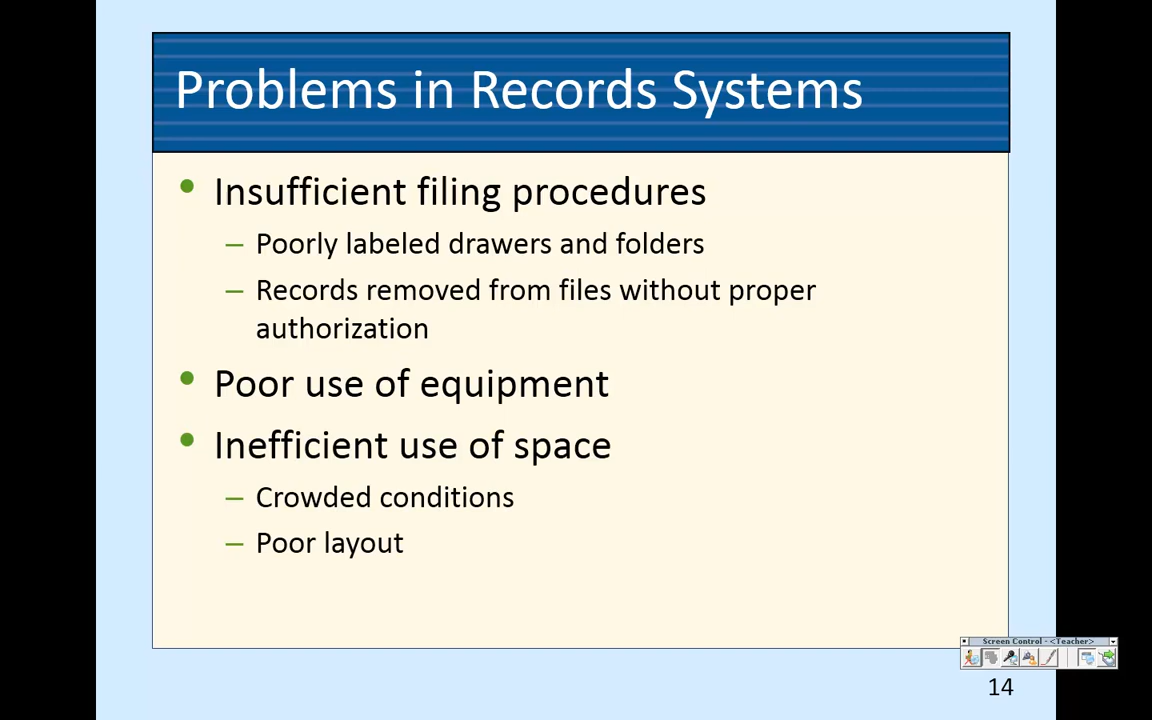 Problems in Records Systems
• Insufficient filing procedures
– Poorly labeled drawers and folders
– Records removed from files without proper
authorization
• Poor use of equipment
• Inefficient use of space
– Crowded conditions
– Poor layout
Screen Control - <Teacher>
14